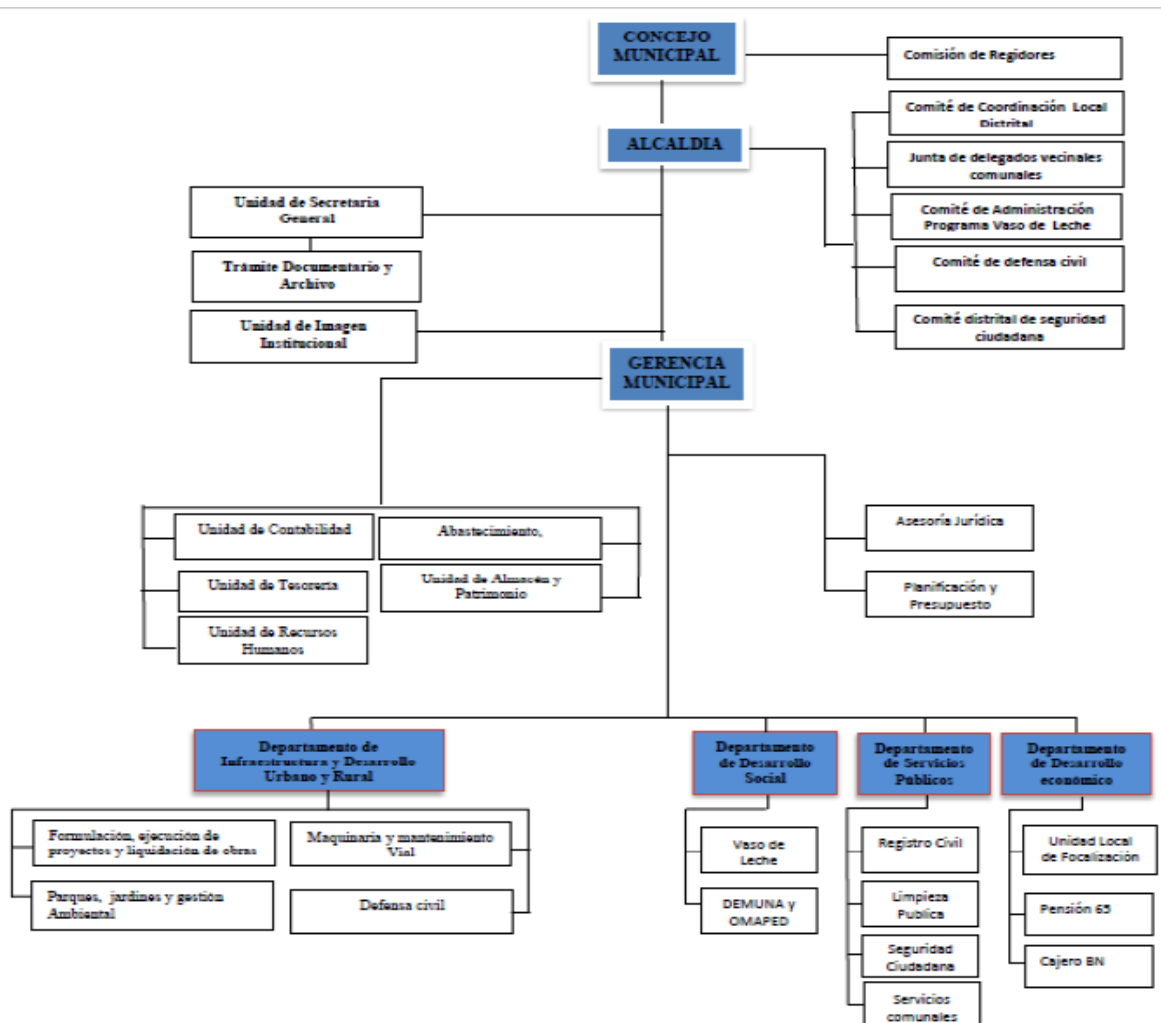 CONCEJO
MUNICIPAL
Comisión de Regidores
Comité de Coordinación Local
Distrital
ALCALDIA
Junta de delegados vecinales
comunales
Unidad de Secretaria
General
Comité de Administración
Programa Vaso de Leche
Trámite Documentario y
Archivo
Comité de defensa civil
Unidad de Imagen
Institucional
Comité distrital de seguridad
ciudadana
GERENCIA
MUNICIPAL
Unidad de Contabilidad
Abastecimiento,
Asesoría Jurídica
Unidad de Tesoreria
Unidad de Almacén y
Patrimonio
Planificación y
Presupuesto
Unidad de Recursos
Humanos
Departamento de
Infraestructura y Desarrollo
Urbano y Rural
Departamento
de Desarrollo
Social
Departamento
de Servicios
Públicos
Departamento
de Desarrollo
económico
Formulación, ejecución de
proyectos y liquidación de obras
Maquinaria y mantenimiento
Vial
Parques, jardines y gestión
Ambiental
Defensa civil
Vaso de
Leche
DEMUNA y
OMAPED
Registro Civil
Limpieza
Publica
Seguridad
Ciudadana
Servicios
comunales
Unidad Local
de Focalización
Pensión 65
Cajero BN